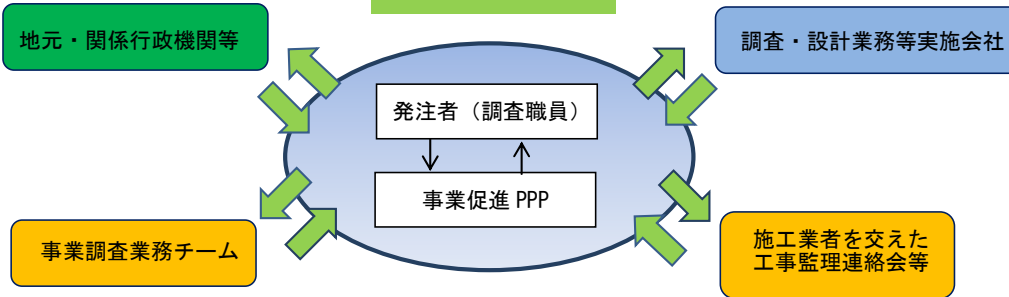 地元・関係行政機関等
調査・設計業務等実施会社
発注者（調査職員）
事業促進 PPP
事業調査業務チーム
施工業者を交えた
工事監理連絡会等